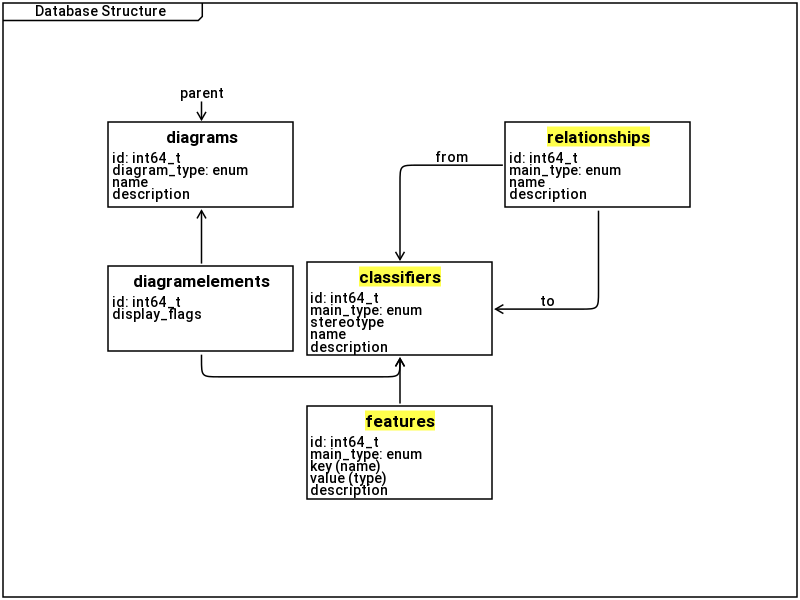 Database Structure
parent
diagrams
id: int64_t
diagram_type: enum
name
description
relationships
id: int64_t
main_type: enum
name
description
from
diagramelements
id: int64_t
display_flags
classifiers
id: int64_t
main_type: enum
stereotype
name
description
to
features
id: int64_t
main_type: enum
key (name)
value (type)
description